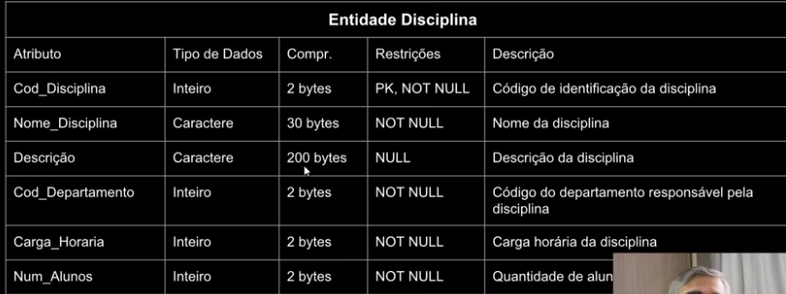 Entidade Disciplina
Atributo Tipo de Dados Compr. Restrições Descrição
Cod_Disciplina Inteiro 2 bytes PK, NOT NULL Código de identificação da disciplina
Nome_Disciplina Caractere 30 bytes NOT NULL Nome da disciplina
Descrição Caractere 200 bytes NULL Descrição da disciplina
Cod_Departamento Inteiro 2 bytes NOT NULL Código do departamento responsável pela
disciplina
Carga_Horaria Inteiro 2 bytes NOT NULL Carga horária da disciplina
Num_Alunos Inteiro 2 bytes NOT NULL Quantidade de alun